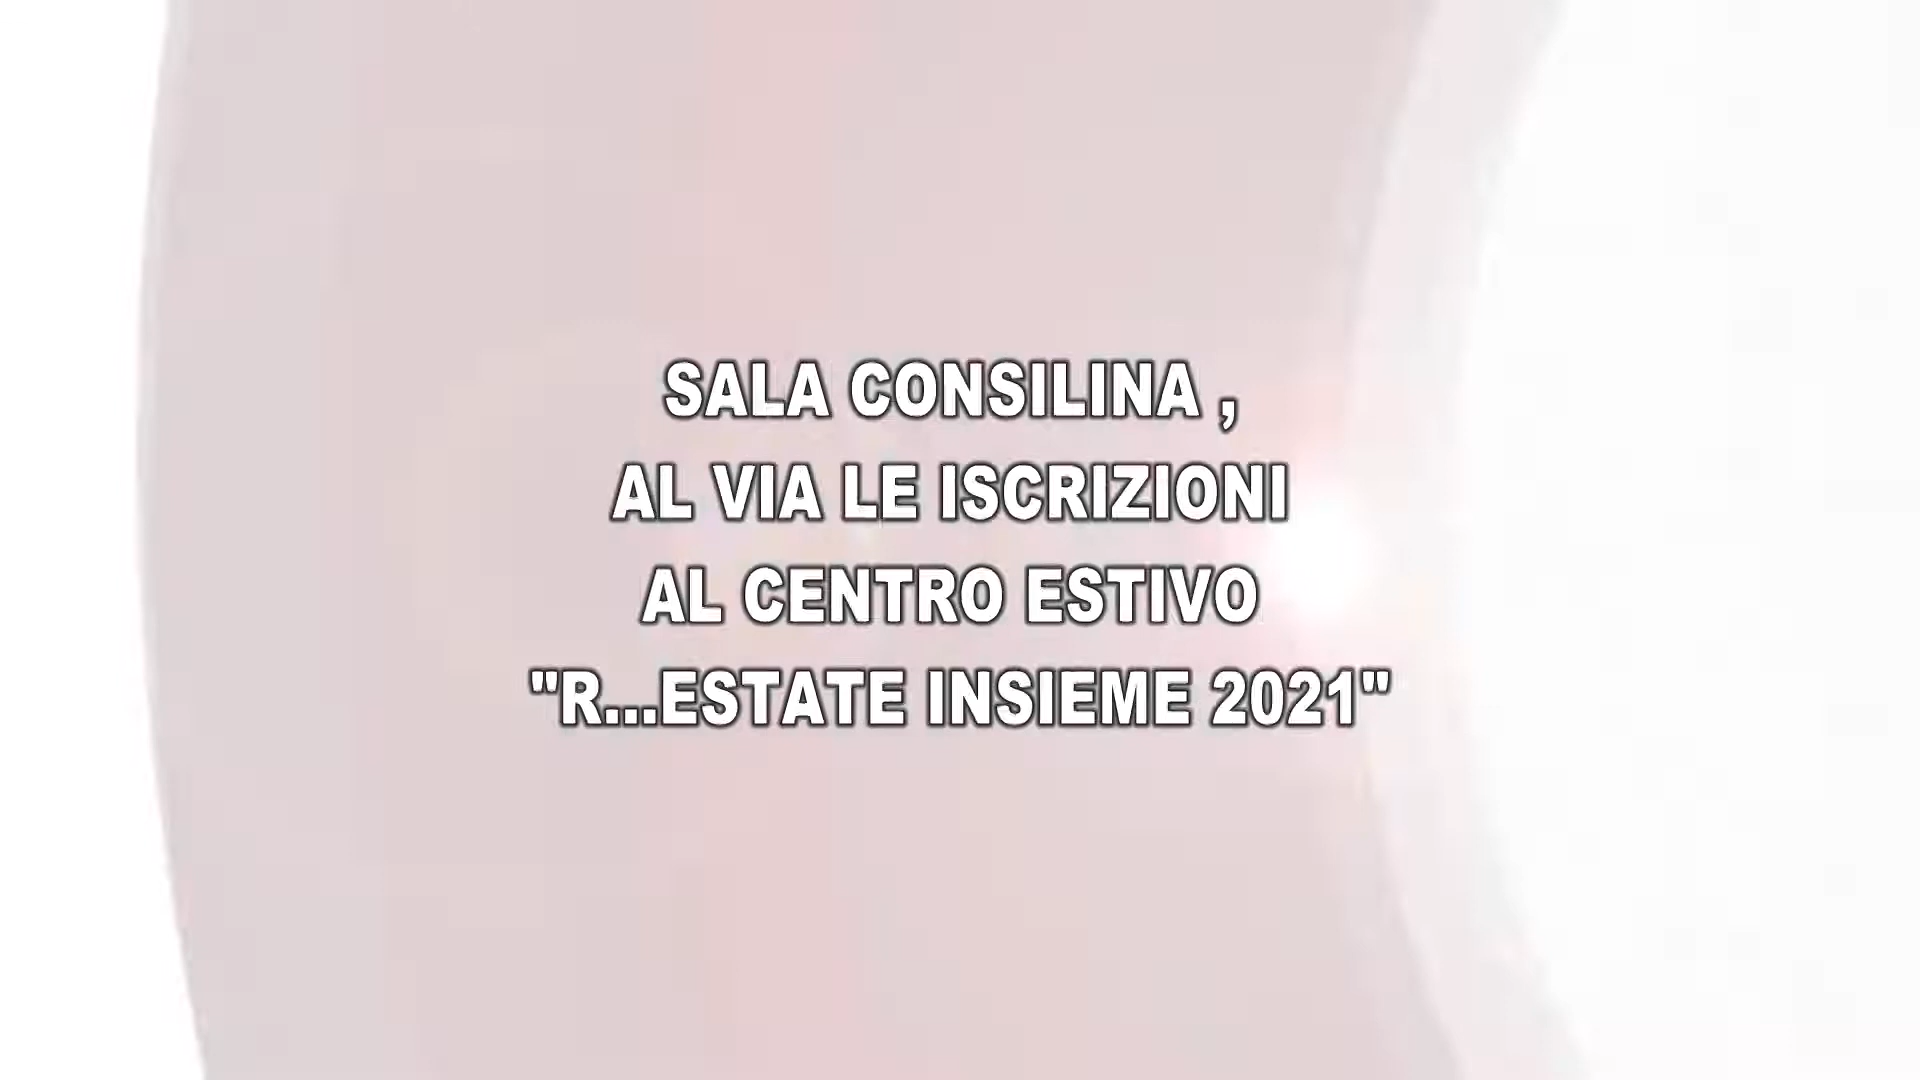 SALA CONSILINA ,
AL VIA LE ISCRIZIONI
AL CENTRO ESTIVO
"R...ESTATE INSIEME 2021"